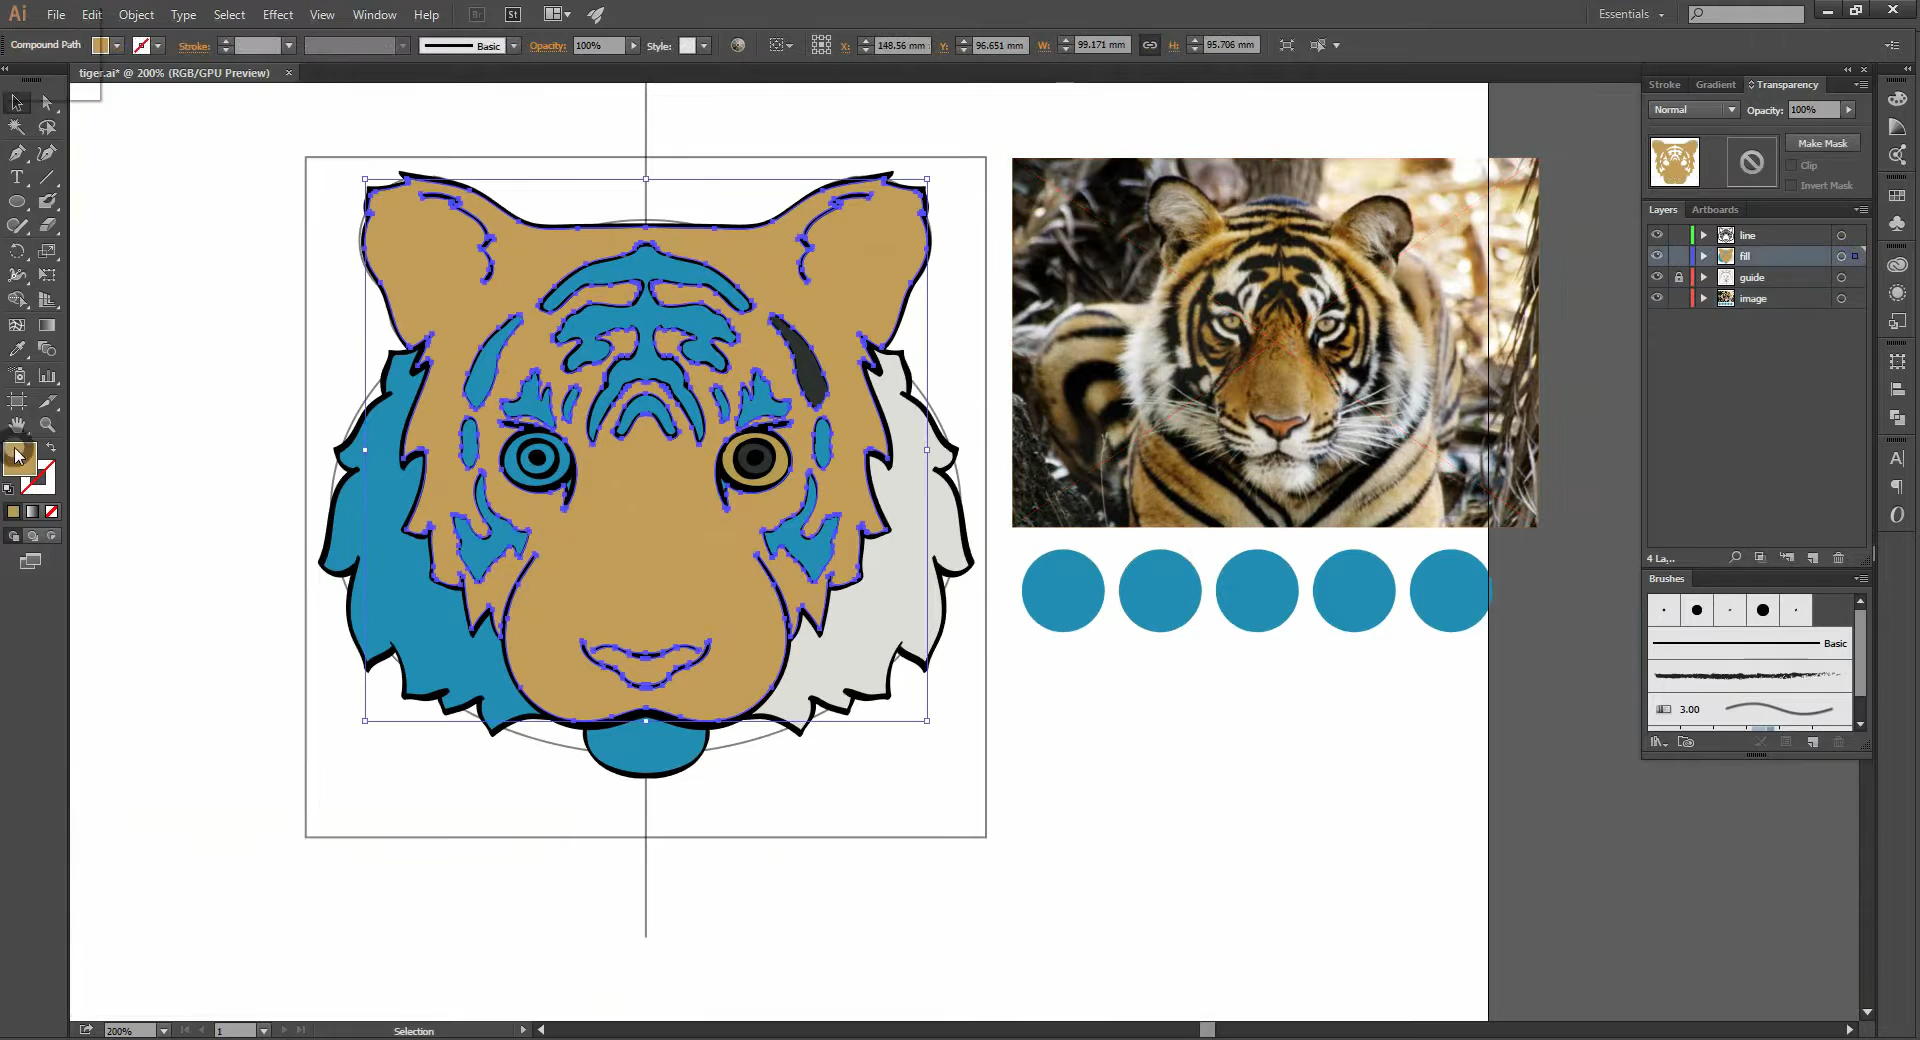 Ai File Edit Object Type Select Effect View Window Help Br St Essentials
Compound Path Stroke: Basic Opacity: 100% Style: X: 148.56 mm Y: 96.651 mm W: 99.171 mm H: 95.706 mm
tiger.ai* @ 200% (RGB/GPU Preview)
Stroke Gradient Transparency
Normal Opacity: 100%
Make Mask
Clip
Invert Mask
Layers Artboards
line
fill
guide
image
4 La...
Brushes
Basic
3.00
200% 1 Selection